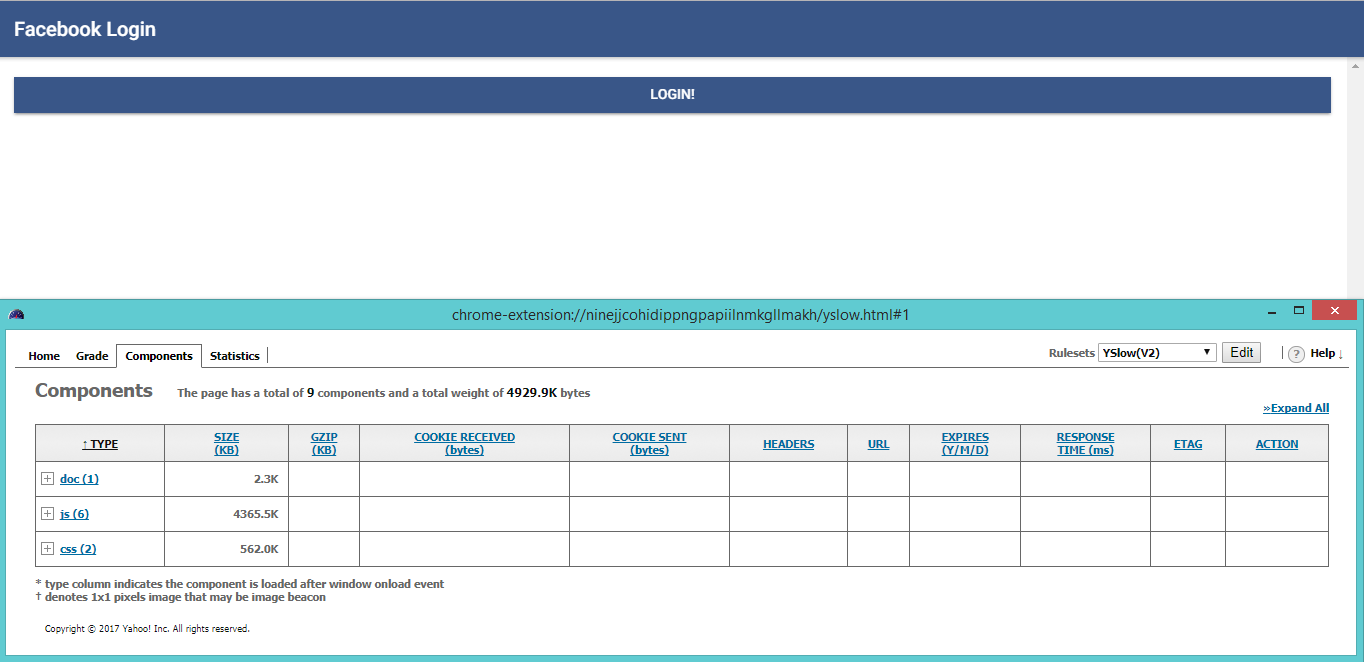 Facebook Login
LOGIN!
chrome-extension://ninejjcohidippngpapiilnmkgllmakh/yslow.html#1
Home Grade Components Statistics Rulesets YSlow(V2) Edit ? Help ↓
Components The page has a total of 9 components and a total weight of 4929.9K bytes
»Expand All
↑ TYPE SIZE (KB) GZIP (KB) COOKIE RECEIVED (bytes) COOKIE SENT (bytes) HEADERS URL EXPIRES (Y/M/D) RESPONSE TIME (ms) ETAG ACTION
doc (1) 2.3K
js (6) 4365.5K
css (2) 562.0K
* type column indicates the component is loaded after window onload event
† denotes 1x1 pixels image that may be image beacon
Copyright © 2017 Yahoo! Inc. All rights reserved.